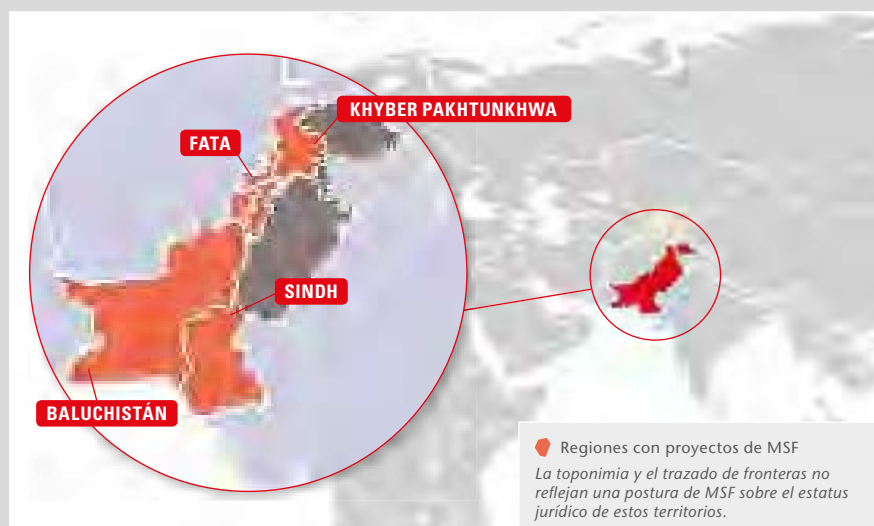 KHYBER PAKHTUNKHWA
FATA
SINDH
BALUCHISTÁN
Regiones con proyectos de MSF
La toponimia y el trazado de fronteras no
reflejan una postura de MSF sobre el estatus
jurídico de estos territorios.